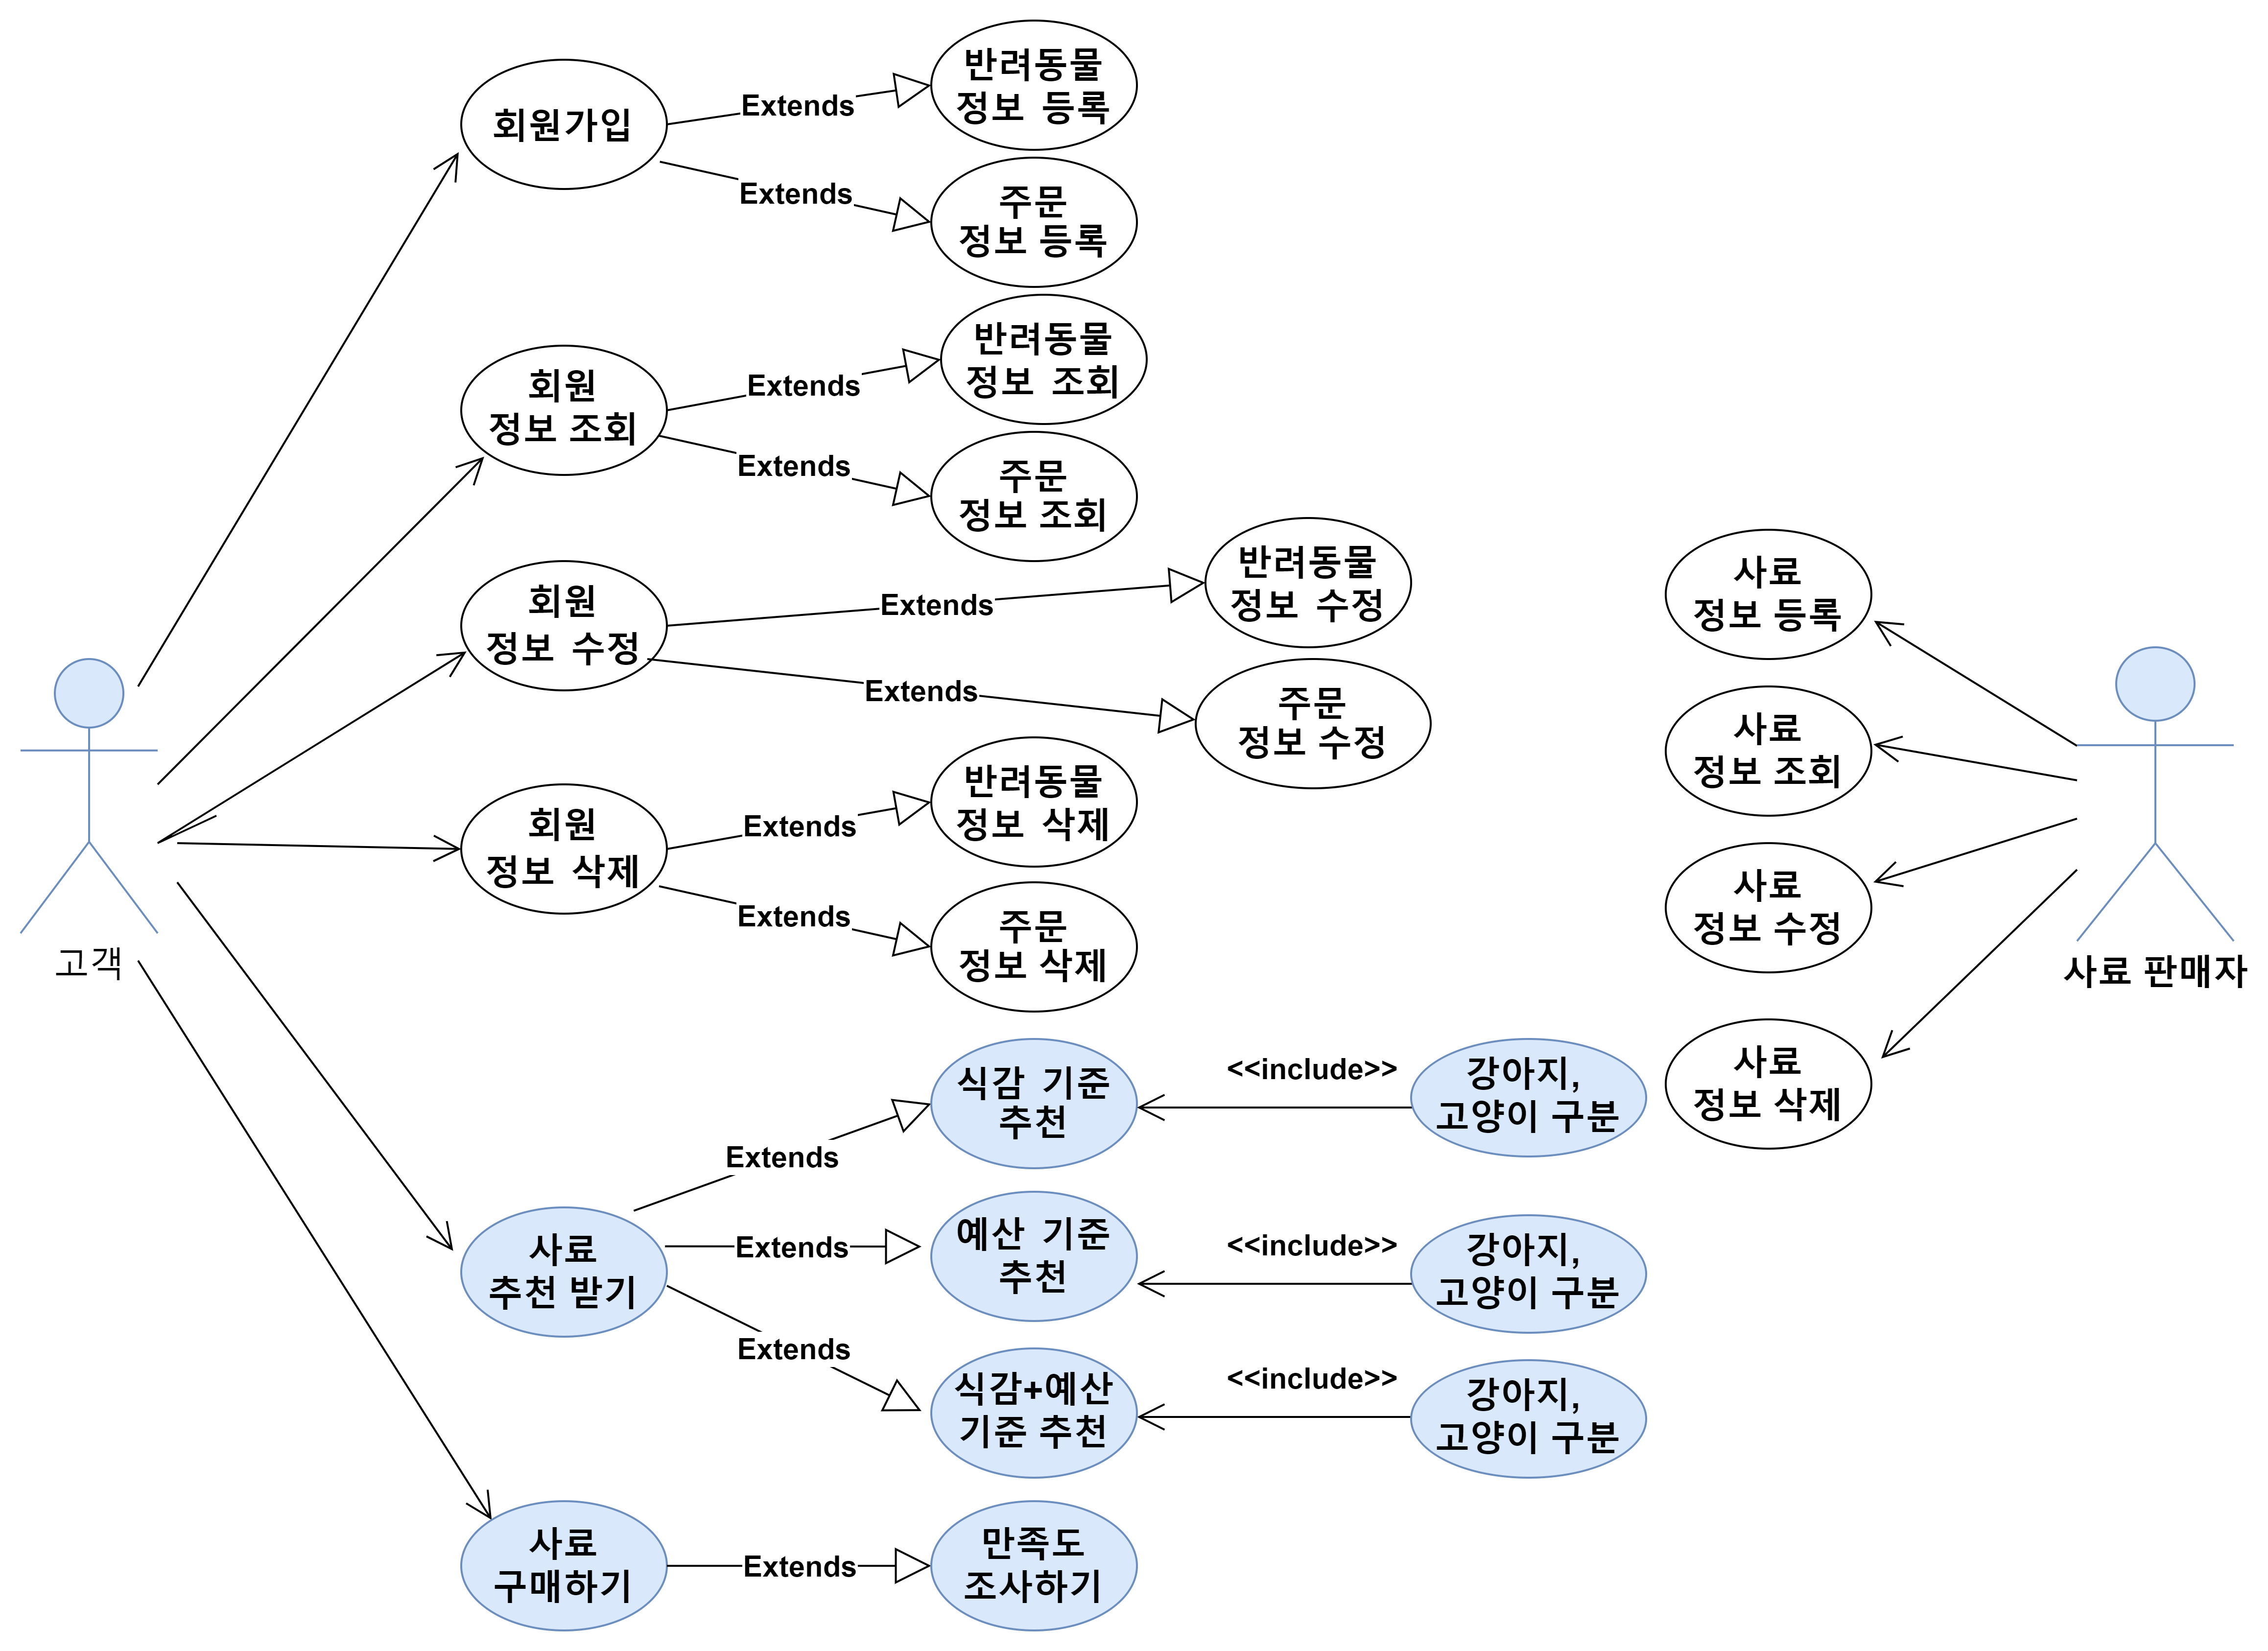 회원가입
Extends
반려동물
정보 등록
Extends
주문
정보 등록
회원
정보 조회
Extends
반려동물
정보 조회
Extends
주문
정보 조회
회원
정보 수정
Extends
반려동물
정보 수정
Extends
주문
정보 수정
회원
정보 삭제
Extends
반려동물
정보 삭제
Extends
주문
정보 삭제
고객
사료
추천 받기
Extends
식감 기준
추천
<<include>>
강아지,
고양이 구분
Extends
예산 기준
추천
<<include>>
강아지,
고양이 구분
Extends
식감+예산
기준 추천
<<include>>
강아지,
고양이 구분
사료
구매하기
Extends
만족도
조사하기
사료
정보 등록
사료
정보 조회
사료
정보 수정
사료
정보 삭제
사료 판매자